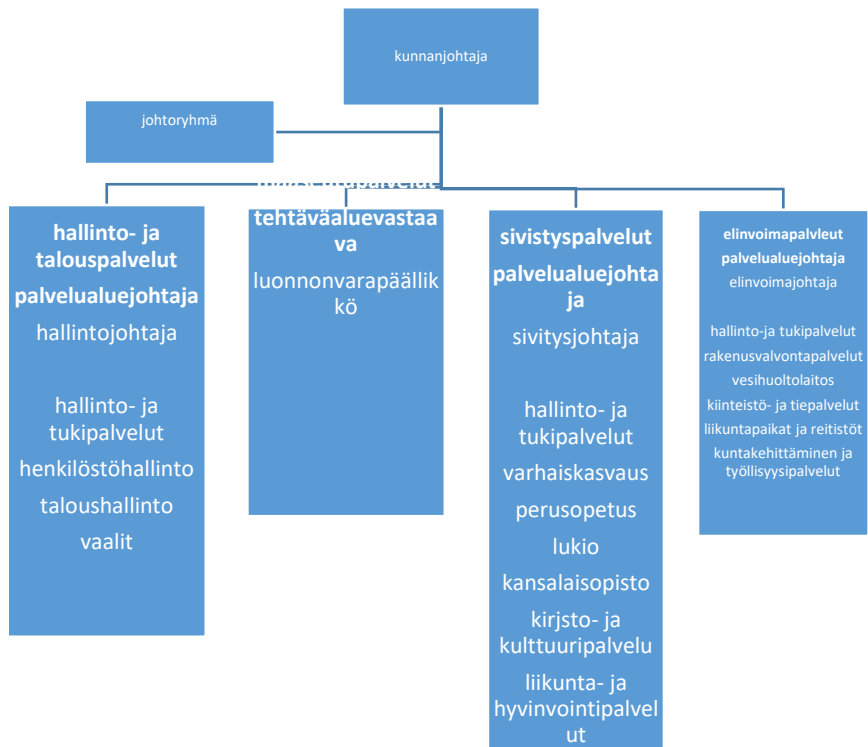 kunnanjohtaja
johtoryhmä
maaseutupalvelut
tehtäväaluevastaa
va
luonnonvarapäällik
kö
hallinto- ja
talouspalvelut
palvelualuejohtaja
hallintojohtaja
hallinto- ja
tukipalvelut
henkilöstöhallinto
taloushallinto
vaalit
sivistyspalvelut
palvelualuejohta
ja
sivitysjohtaja
hallinto- ja
tukipalvelut
varhaiskasvaus
perusopetus
lukio
kansalaisopisto
kirjsto- ja
kulttuuripalvelu
liikunta- ja
hyvinvointipalvel
ut
elinvoimapalvleut
palvelualuejohtaja
elinvoimajohtaja
hallinto-ja tukipalvelut
rakenusvalvontapalvelut
vesihuoltolaitos
kiinteistö- ja tiepalvelut
liikuntapaikat ja reitistöt
kuntakehittäminen ja
työllisyysipalvelut